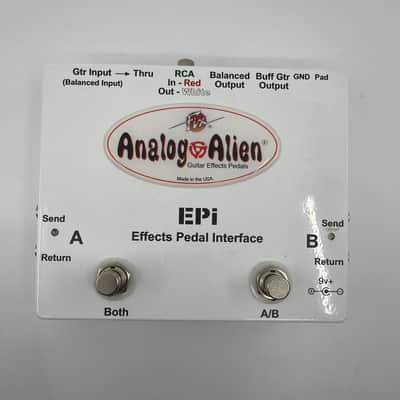 Gtr Input → Thru RCA Balanced Buff Gtr GND Pad
(Balanced Input) In - Red Output Output
Out - White
Analog Alien®
Guitar Effects Pedals
Made in the USA.
EPi
Effects Pedal Interface
Send Send
A B
Return Return
9v+
Both A/B